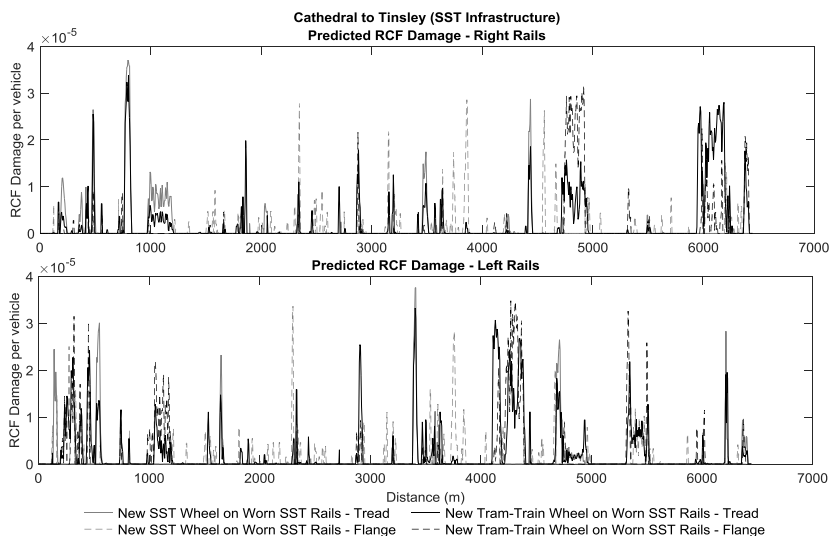 Cathedral to Tinsley (SST Infrastructure)
Predicted RCF Damage - Right Rails
×10⁻⁵
4
3
2
1
0
RCF Damage per vehicle
0 1000 2000 3000 4000 5000 6000 7000
Predicted RCF Damage - Left Rails
×10⁻⁵
4
3
2
1
0
RCF Damage per vehicle
0 1000 2000 3000 4000 5000 6000 7000
Distance (m)
New SST Wheel on Worn SST Rails - Tread
New Tram-Train Wheel on Worn SST Rails - Tread
New SST Wheel on Worn SST Rails - Flange
New Tram-Train Wheel on Worn SST Rails - Flange